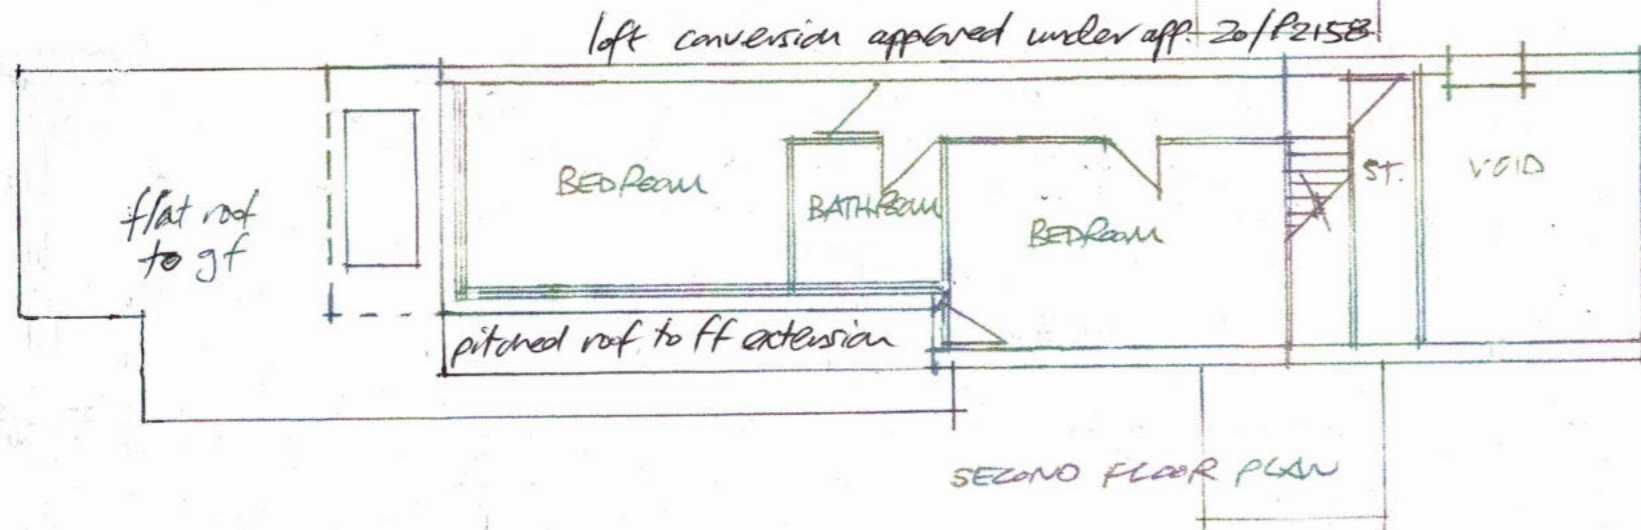 loft conversion approved under app. 20/P2158
BEDROOM
BATHROOM
BEDROOM
ST.
VOID
flat roof
to gf
pitched roof to ff extension
SECOND FLOOR PLAN